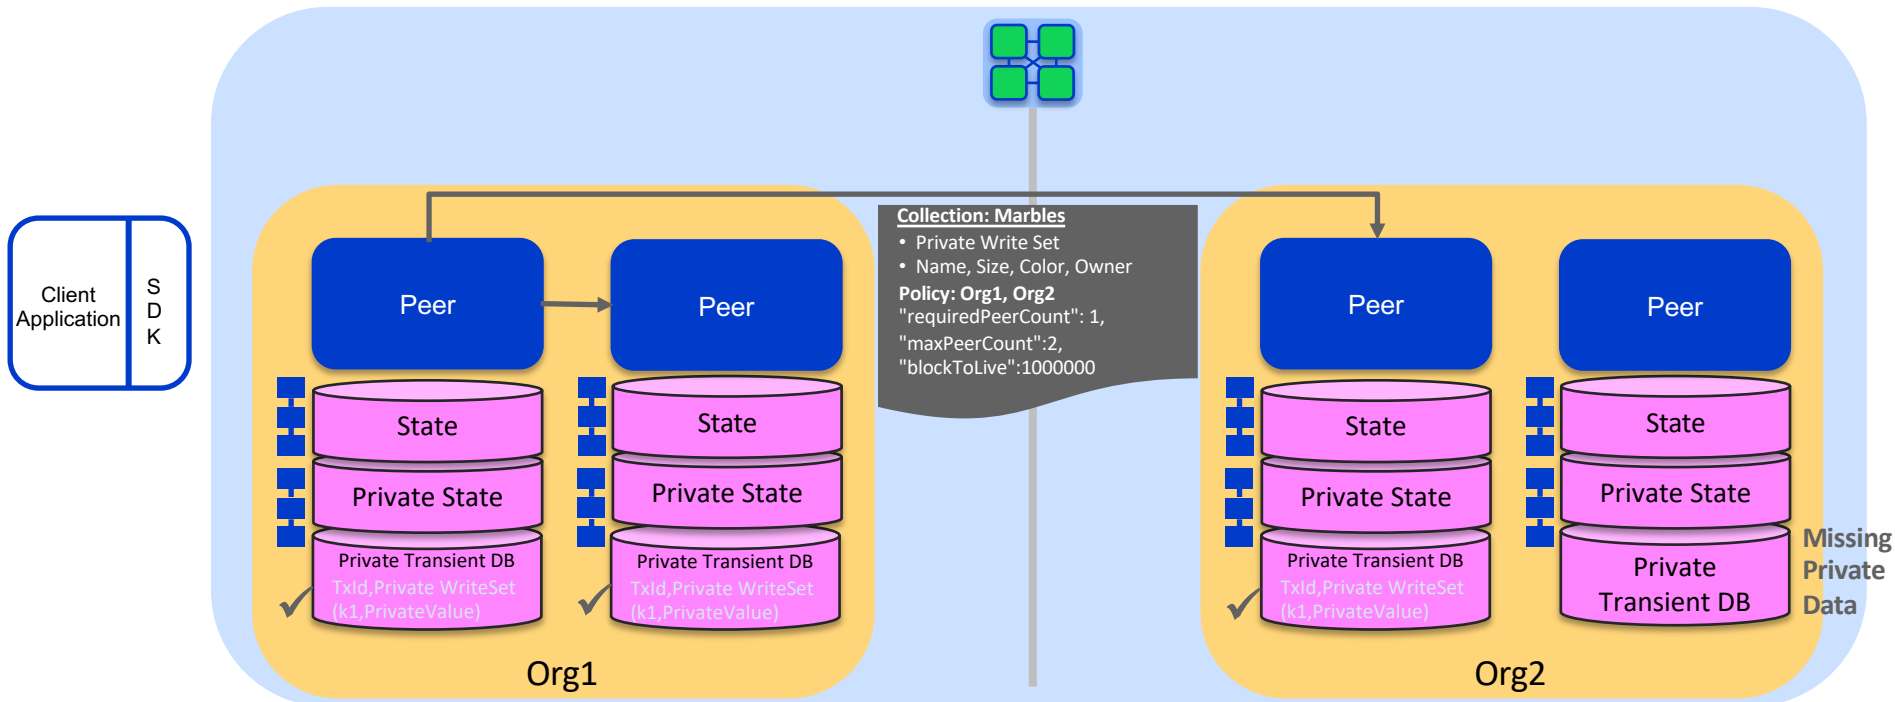 Client
Application
S
D
K
Peer
Peer
Collection: Marbles
• Private Write Set
• Name, Size, Color, Owner
Policy: Org1, Org2
"requiredPeerCount": 1,
"maxPeerCount":2,
"blockToLive":1000000
Peer
Peer
State
Private State
Private Transient DB
TxId,Private WriteSet
(k1,PrivateValue)
State
Private State
Private Transient DB
TxId,Private WriteSet
(k1,PrivateValue)
Org1
State
Private State
Private Transient DB
TxId,Private WriteSet
(k1,PrivateValue)
State
Private State
Private
Transient DB
Missing
Private
Data
Org2